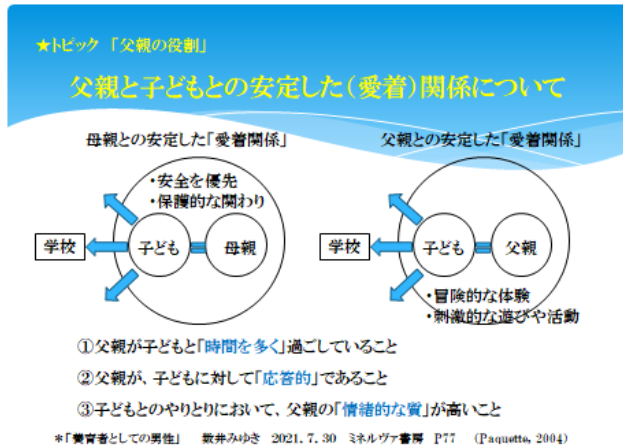 ★トピック 「父親の役割」
父親と子どもとの安定した(愛着)関係について
母親との安定した「愛着関係」
・安全を優先
・保護的な関わり
学校
子ども
母親
父親との安定した「愛着関係」
学校
子ども
父親
・冒険的な体験
・刺激的な遊びや活動
①父親が子どもと「時間を多く」過ごしていること
②父親が、子どもに対して「応答的」であること
③子どもとのやりとりにおいて、父親の「情緒的な質」が高いこと
*「養育者としての男性」 数井みゆき 2021.7.30 ミネルヴァ書房 P77 (Paquette, 2004)